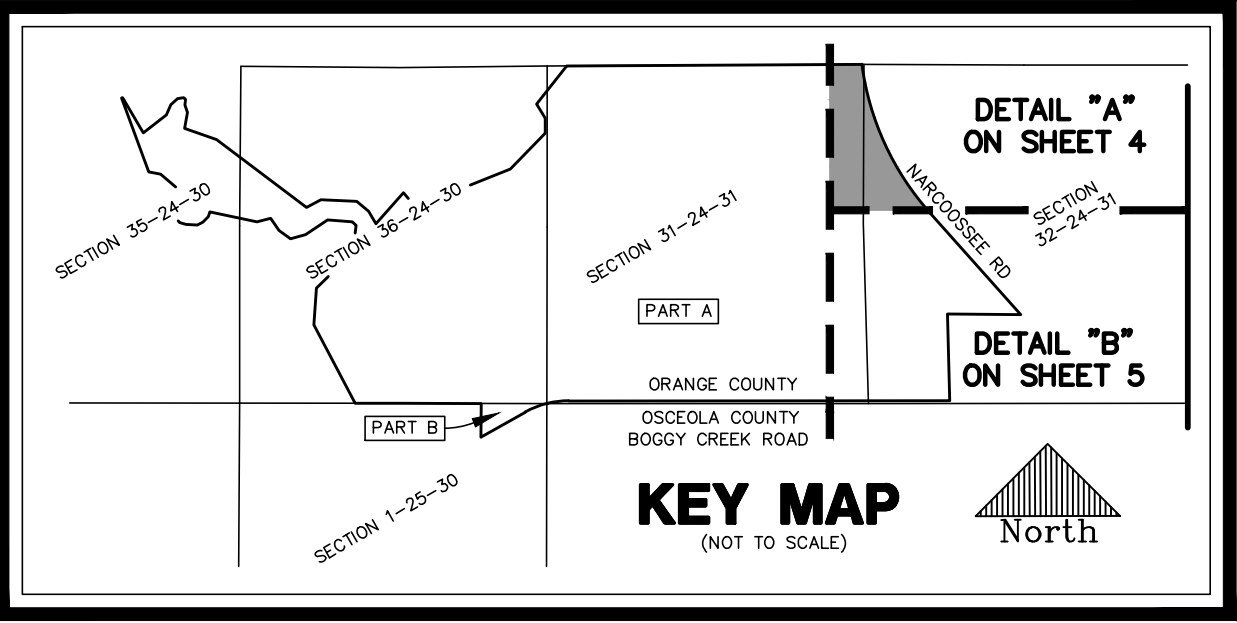 DETAIL "A"
ON SHEET 4
NARCOOSSEE RD
SECTION
32-24-31
SECTION 35-24-30
SECTION 36-24-30
SECTION 31-24-31
PART A
DETAIL "B"
ON SHEET 5
ORANGE COUNTY
OSCEOLA COUNTY
BOGGY CREEK ROAD
PART B
SECTION 1-25-30
KEY MAP
(NOT TO SCALE)
North